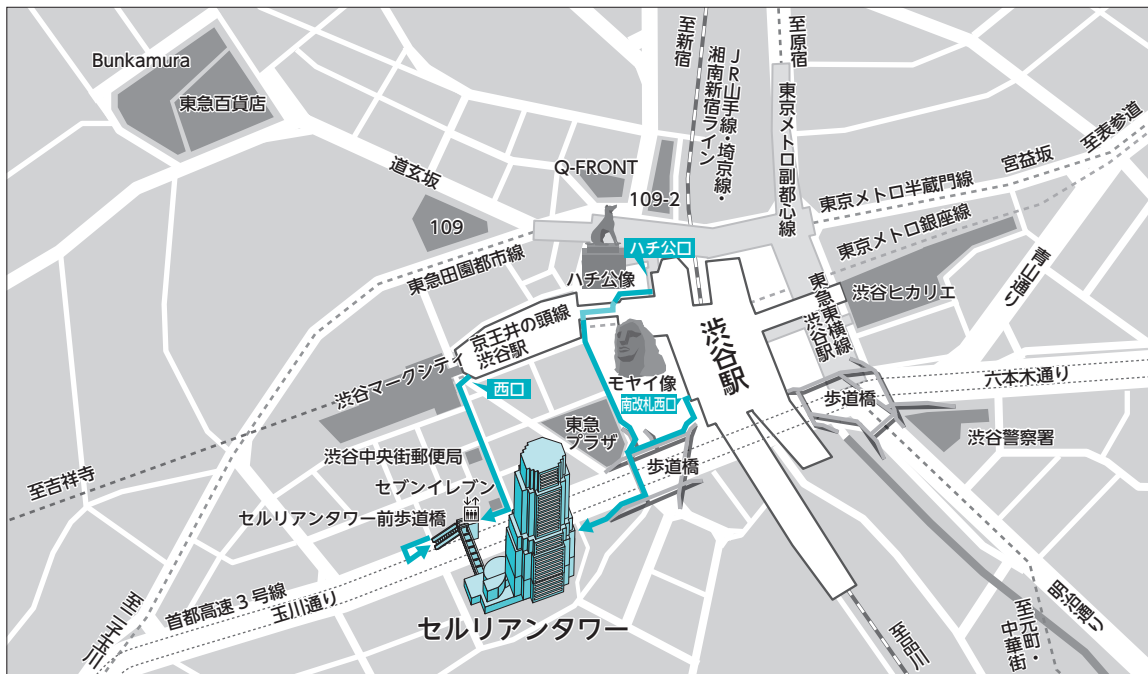 Bunkamura
東急百貨店
道玄坂
109
Q-FRONT
109-2
至新宿
JR山手線・埼京線・
湘南新宿ライン
至原宿
東京メトロ副都心線
東京メトロ半蔵門線
宮益坂
至表参道
東京メトロ銀座線
青山通り
東急田園都市線
ハチ公像
ハチ公口
渋谷ヒカリエ
東急東横線
渋谷駅
京王井の頭線
渋谷駅
渋谷マークシティ
西口
モヤイ像
南改札西口
渋谷駅
六本木通り
歩道橋
渋谷警察署
東急
プラザ
渋谷中央街郵便局
歩道橋
至吉祥寺
セブンイレブン
セルリアンタワー前歩道橋
首都高速3号線
玉川通り
至二子玉川
セルリアンタワー
至品川
至元町・
中華街
明治通り